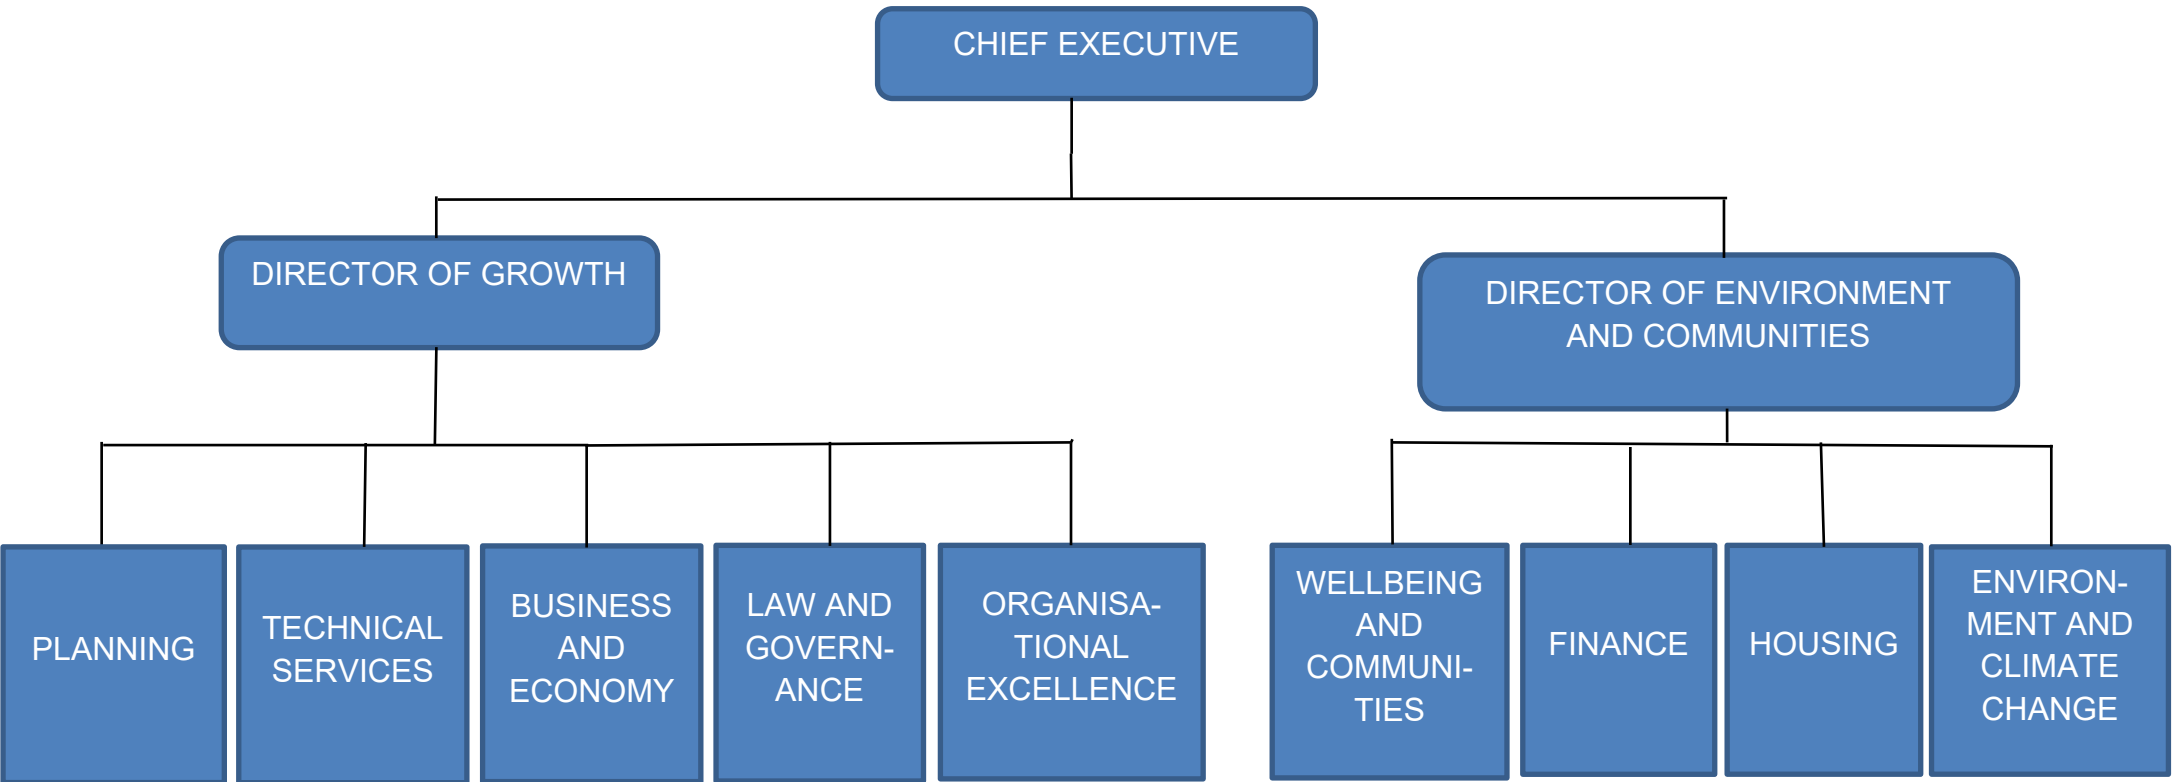 CHIEF EXECUTIVE
DIRECTOR OF GROWTH
DIRECTOR OF ENVIRONMENT
AND COMMUNITIES
PLANNING
TECHNICAL
SERVICES
BUSINESS
AND
ECONOMY
LAW AND
GOVERN-
ANCE
ORGANISA-
TIONAL
EXCELLENCE
WELLBEING
AND
COMMUNI-
TIES
FINANCE
HOUSING
ENVIRON-
MENT AND
CLIMATE
CHANGE